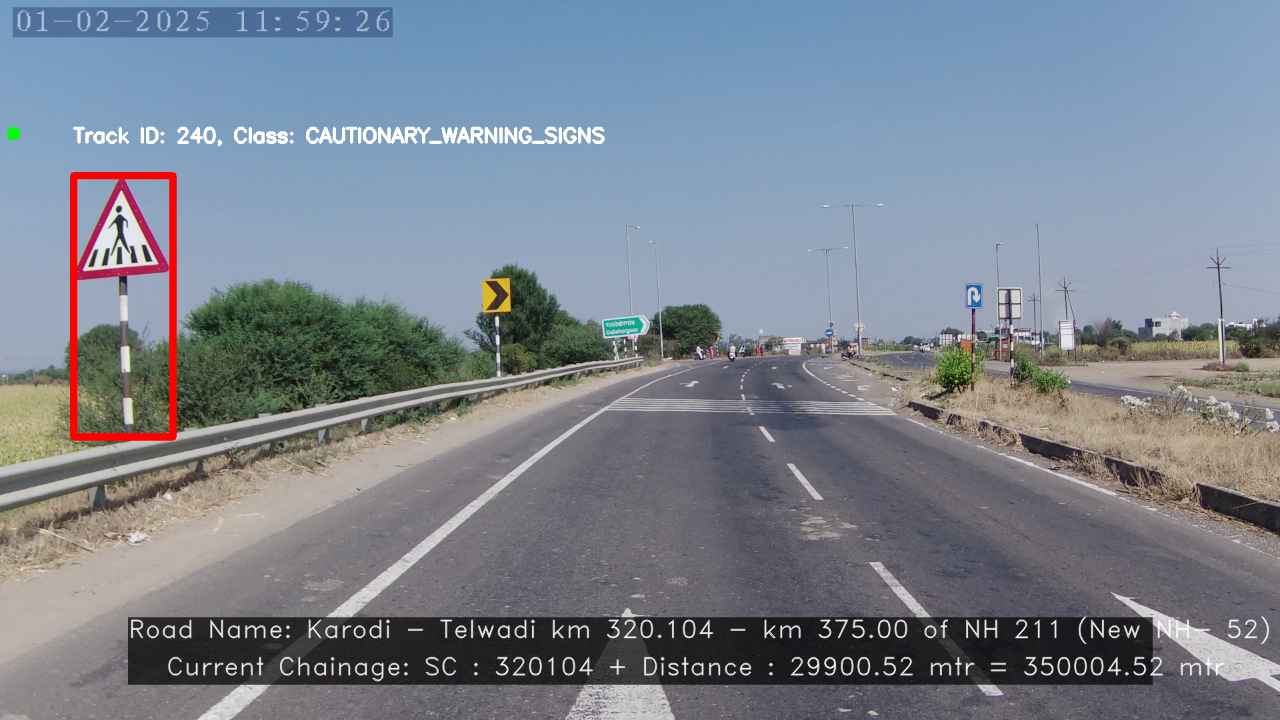 01-02-2025 11:59:26
Track ID: 240, Class: CAUTIONARY_WARNING_SIGNS
Road Name: Karodi - Telwadi km 320.104 - km 375.00 of NH 211 (New NH- 52)
Current Chainage: SC : 320104 + Distance : 29900.52 mtr = 350004.52 mtr